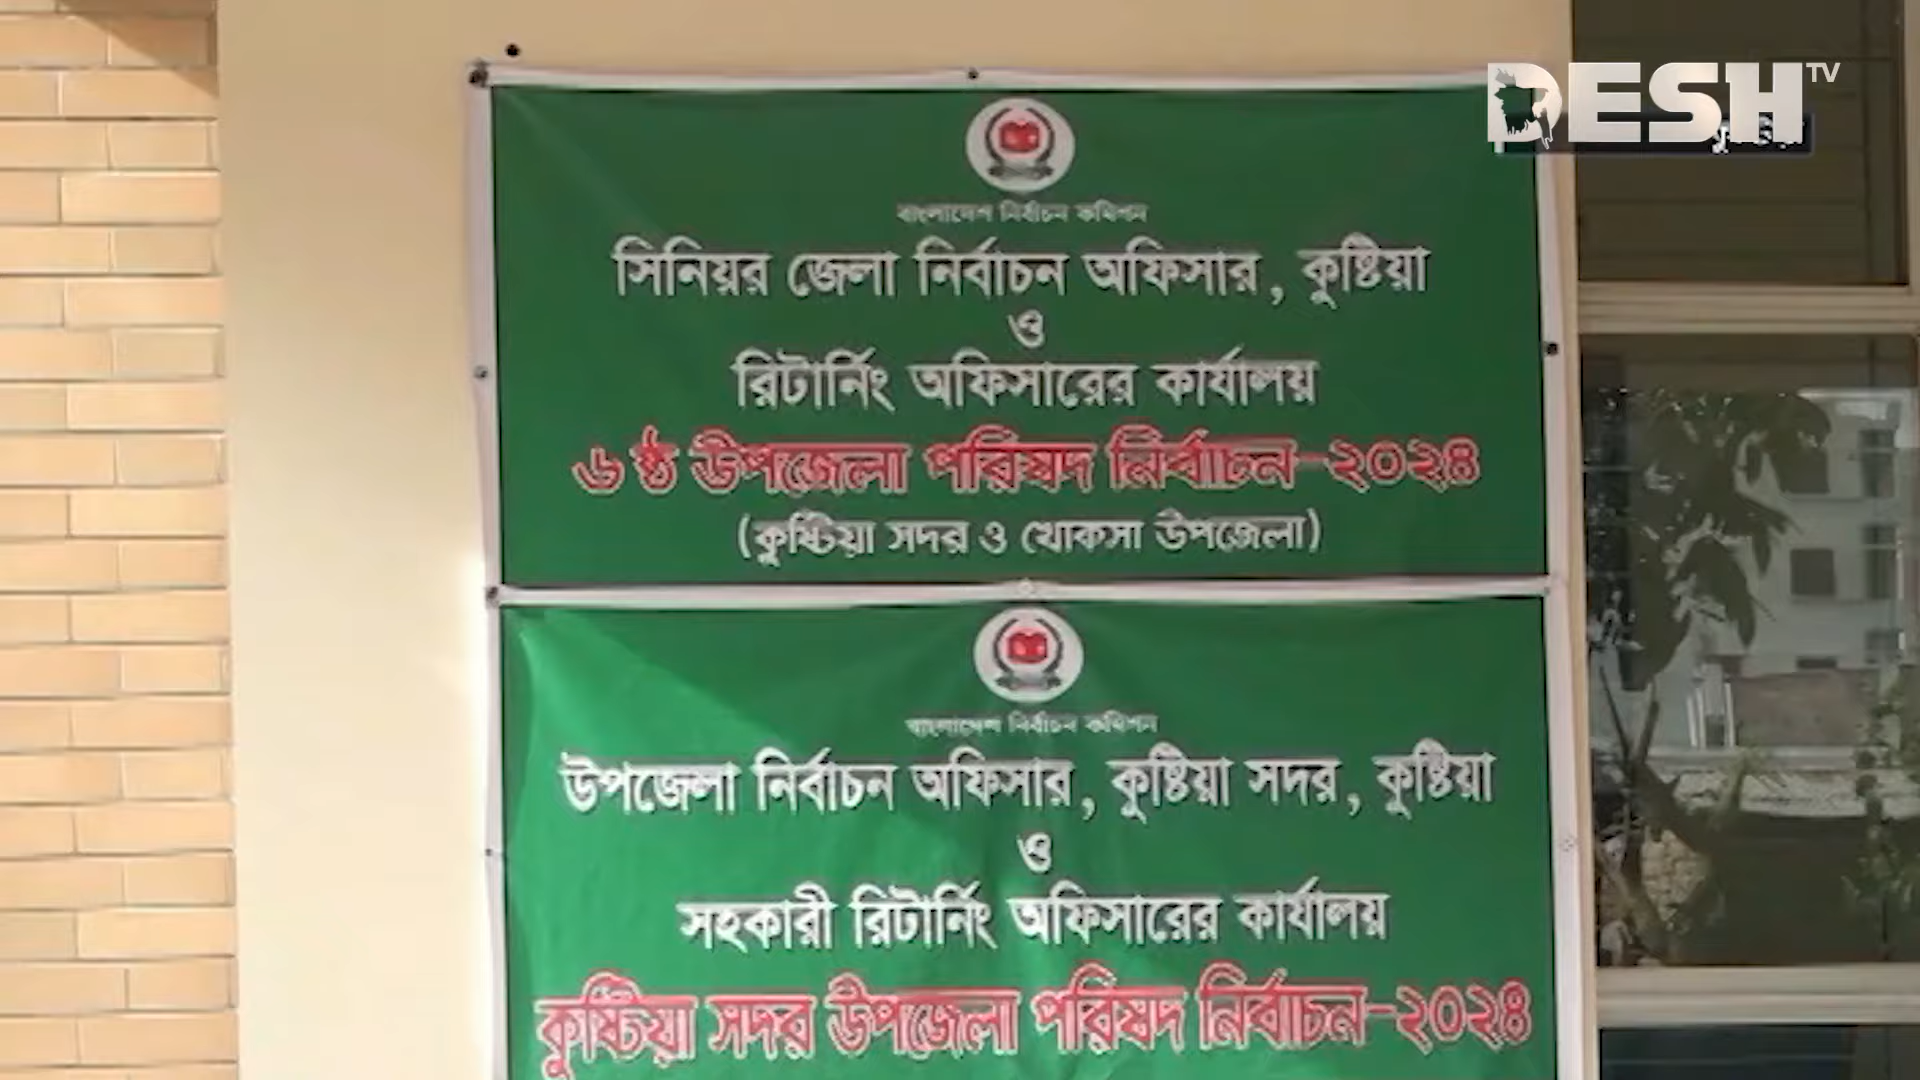 DESH TV
বাংলাদেশ নির্বাচন কমিশন
সিনিয়র জেলা নির্বাচন অফিসার, কুষ্টিয়া
ও
রিটার্নিং অফিসারের কার্যালয়
৬ষ্ঠ উপজেলা পরিষদ নির্বাচন-২০২৪
(কুষ্টিয়া সদর ও খোকসা উপজেলা)
বাংলাদেশ নির্বাচন কমিশন
উপজেলা নির্বাচন অফিসার, কুষ্টিয়া সদর, কুষ্টিয়া
ও
সহকারী রিটার্নিং অফিসারের কার্যালয়
কুষ্টিয়া সদর উপজেলা পরিষদ নির্বাচন-২০২৪